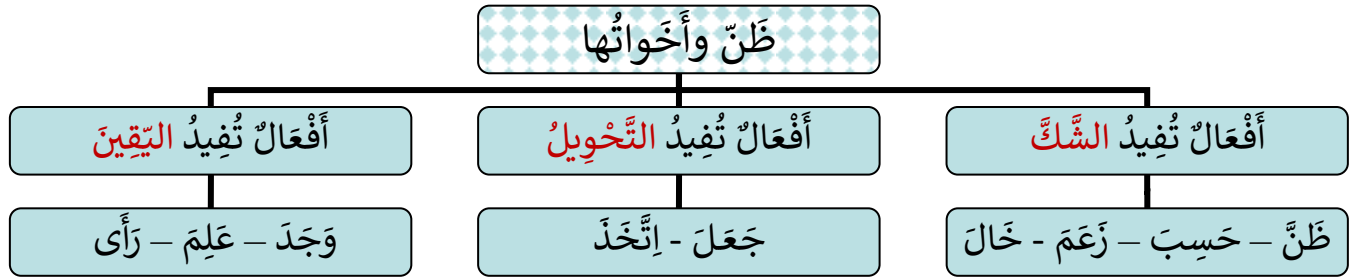 ظَنّ وأَخَواتُها
أَفْعَالٌ تُفِيدُ الشَّكَّ
أَفْعَالٌ تُفِيدُ التَّحْوِيلُ
أَفْعَالٌ تُفِيدُ اليّقِينَ
ظَنَّ – حَسِبَ – زَعَمَ - خَالَ
جَعَلَ - اِتَّخَذَ
وَجَدَ – عَلِمَ – رَأَى